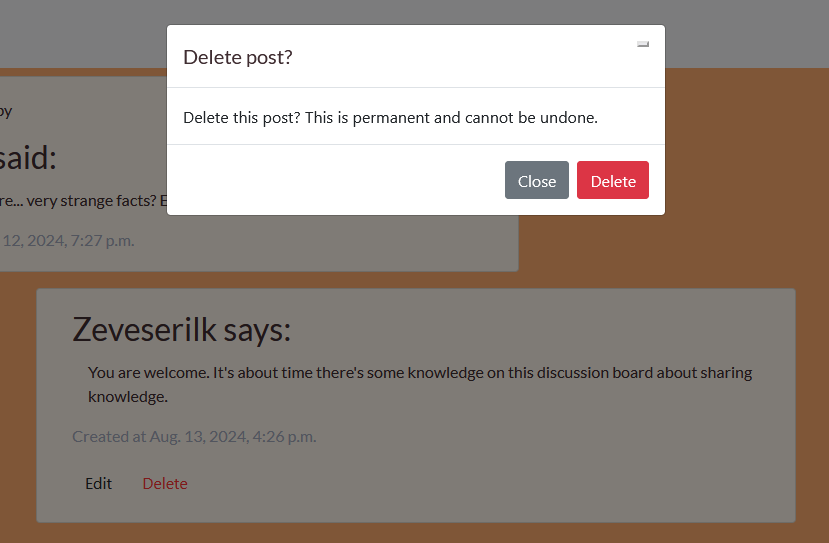 Delete post?
Delete this post? This is permanent and cannot be undone.
Close Delete
by
said:
re... very strange facts? E
12, 2024, 7:27 p.m.
Zeveserilk says:
You are welcome. It's about time there's some knowledge on this discussion board about sharing
knowledge.
Created at Aug. 13, 2024, 4:26 p.m.
Edit Delete